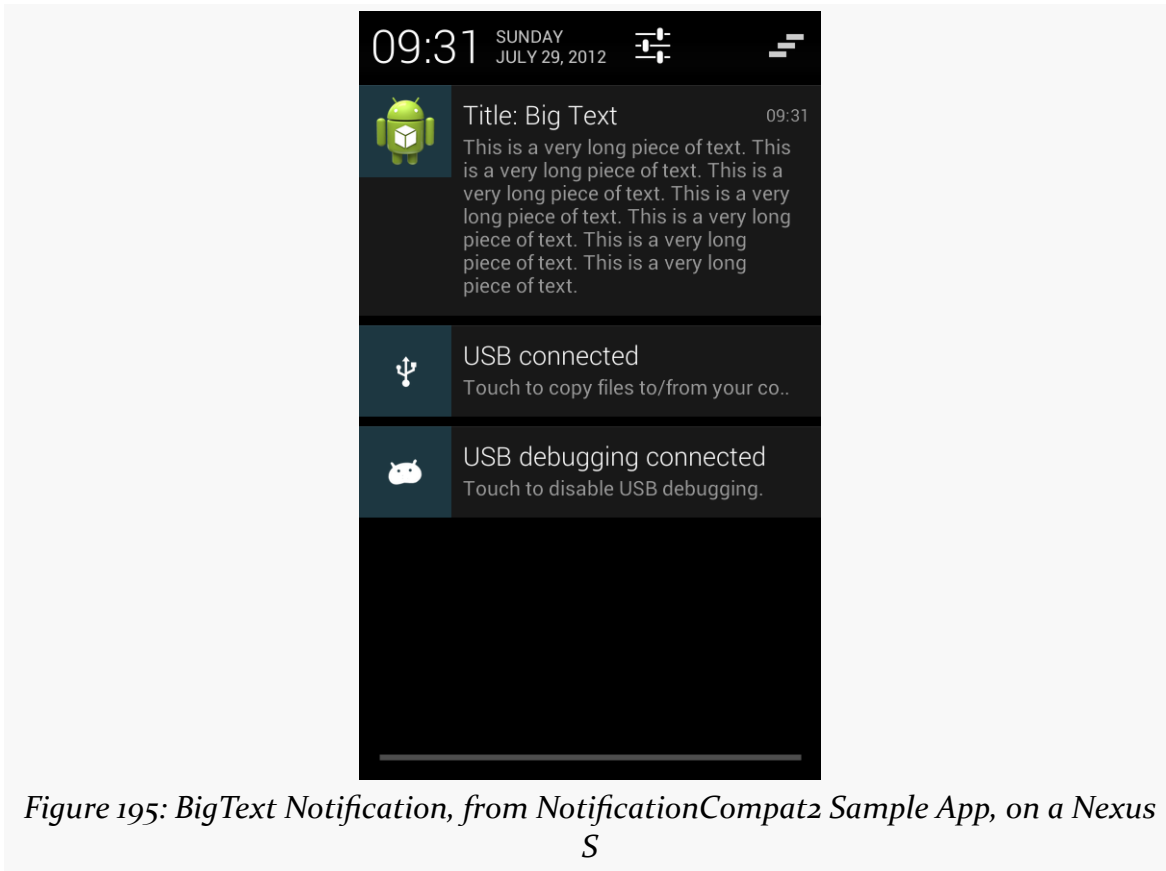 09:31
SUNDAY
JULY 29, 2012
Title: Big Text
09:31
This is a very long piece of text. This
is a very long piece of text. This is a
very long piece of text. This is a very
long piece of text. This is a very long
piece of text. This is a very long
piece of text. This is a very long
piece of text.
USB connected
Touch to copy files to/from your co..
USB debugging connected
Touch to disable USB debugging.
Figure 195: BigText Notification, from NotificationCompat2 Sample App, on a Nexus
S